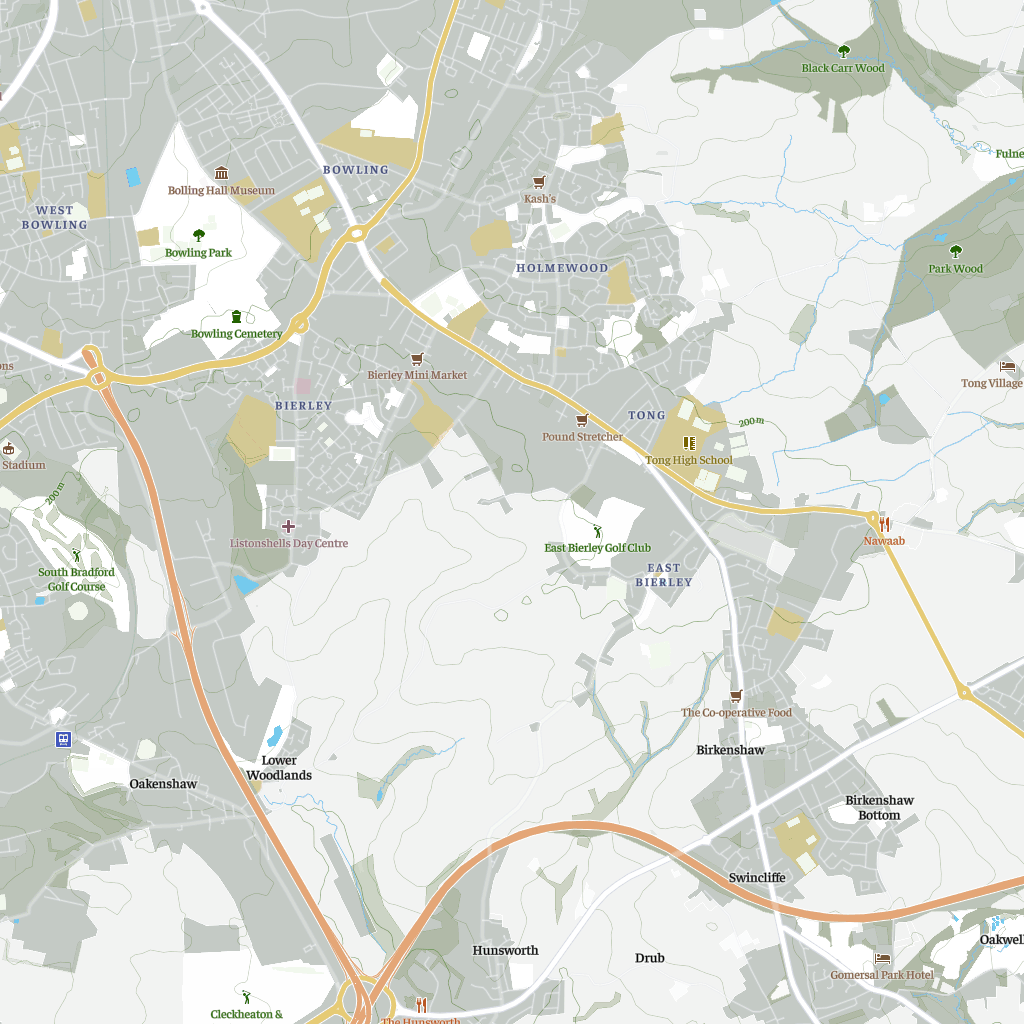 Black Carr Wood
Fulne
BOWLING
Bolling Hall Museum
Kash's
WEST
BOWLING
Bowling Park
HOLMEWOOD
Park Wood
Bowling Cemetery
ons
Bierley Mini Market
Tong Village
BIERLEY
TONG
200 m
Pound Stretcher
Stadium
Tong High School
200 m
Listonshells Day Centre
East Bierley Golf Club
Nawaab
South Bradford
Golf Course
EAST
BIERLEY
The Co-operative Food
Birkenshaw
Lower
Woodlands
Oakenshaw
Birkenshaw
Bottom
Swincliffe
Hunsworth
Drub
Oakwell
Gomersal Park Hotel
Cleckheaton &
The Hunsworth